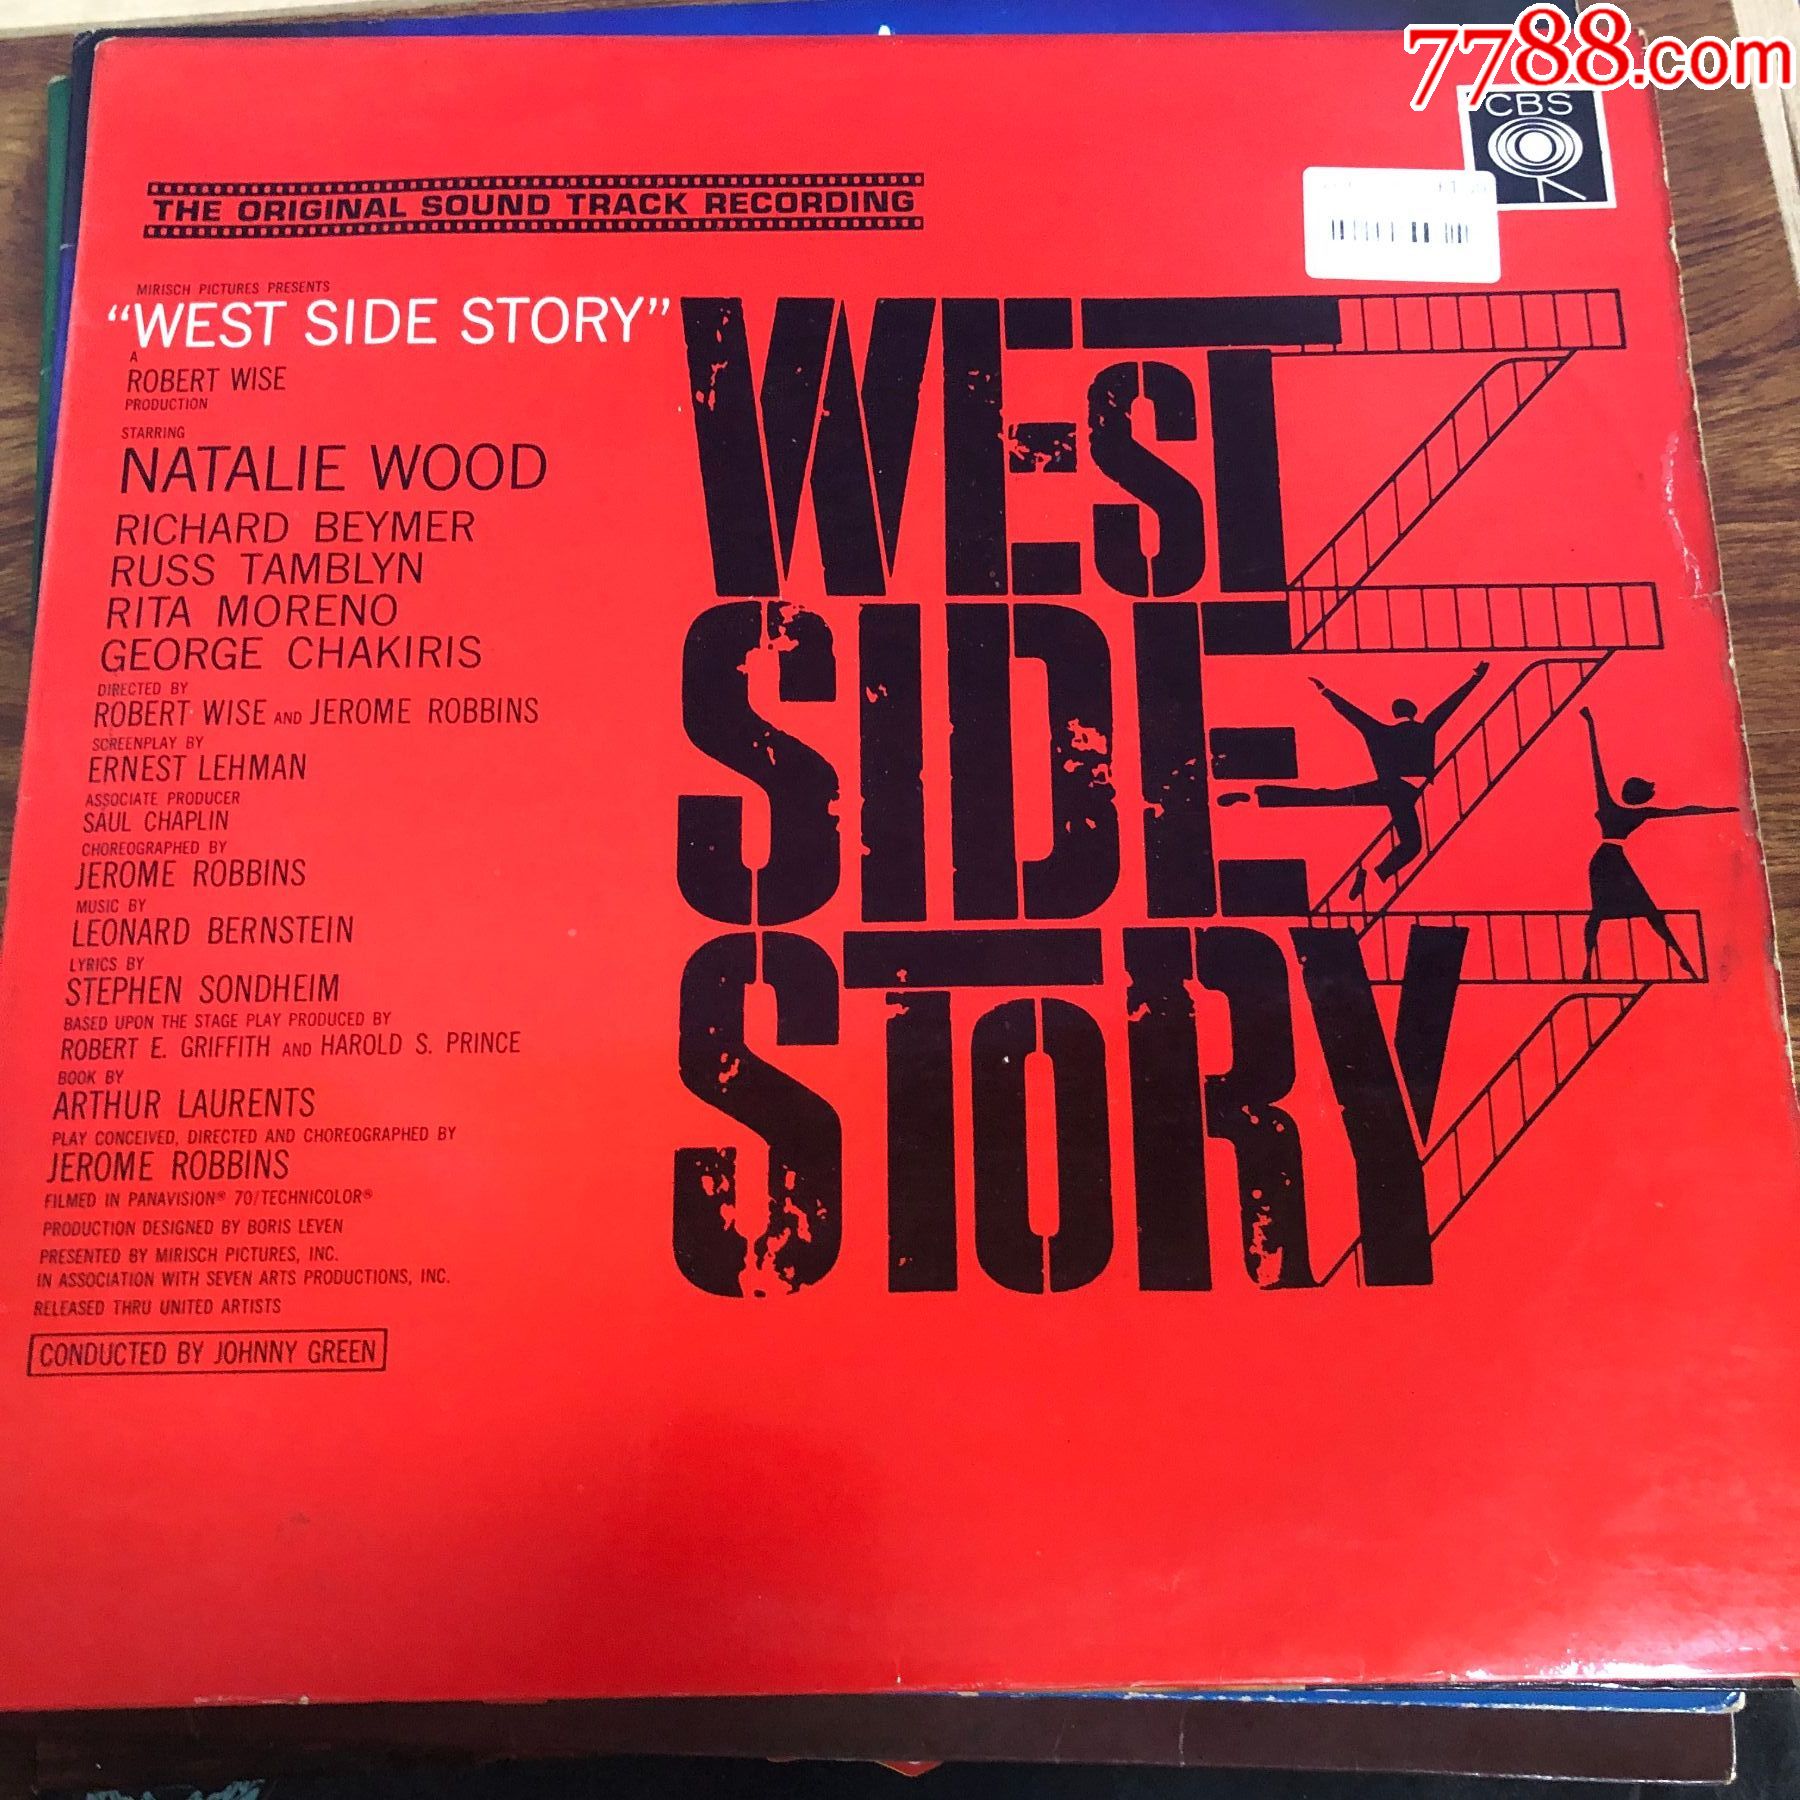 7788.com
CBS
THE ORIGINAL SOUND TRACK RECORDING
MIRISCH PICTURES PRESENTS
“WEST SIDE STORY”
A
ROBERT WISE
PRODUCTION
STARRING
NATALIE WOOD
RICHARD BEYMER
RUSS TAMBLYN
RITA MORENO
GEORGE CHAKIRIS
DIRECTED BY
ROBERT WISE AND JEROME ROBBINS
SCREENPLAY BY
ERNEST LEHMAN
ASSOCIATE PRODUCER
SAUL CHAPLIN
CHOREOGRAPHED BY
JEROME ROBBINS
MUSIC BY
LEONARD BERNSTEIN
LYRICS BY
STEPHEN SONDHEIM
BASED UPON THE STAGE PLAY PRODUCED BY
ROBERT E. GRIFFITH AND HAROLD S. PRINCE
BOOK BY
ARTHUR LAURENTS
PLAY CONCEIVED, DIRECTED AND CHOREOGRAPHED BY
JEROME ROBBINS
FILMED IN PANAVISION® 70/TECHNICOLOR®
PRODUCTION DESIGNED BY BORIS LEVEN
PRESENTED BY MIRISCH PICTURES, INC.
IN ASSOCIATION WITH SEVEN ARTS PRODUCTIONS, INC.
RELEASED THRU UNITED ARTISTS
CONDUCTED BY JOHNNY GREEN
WEST
SIDE
STORY